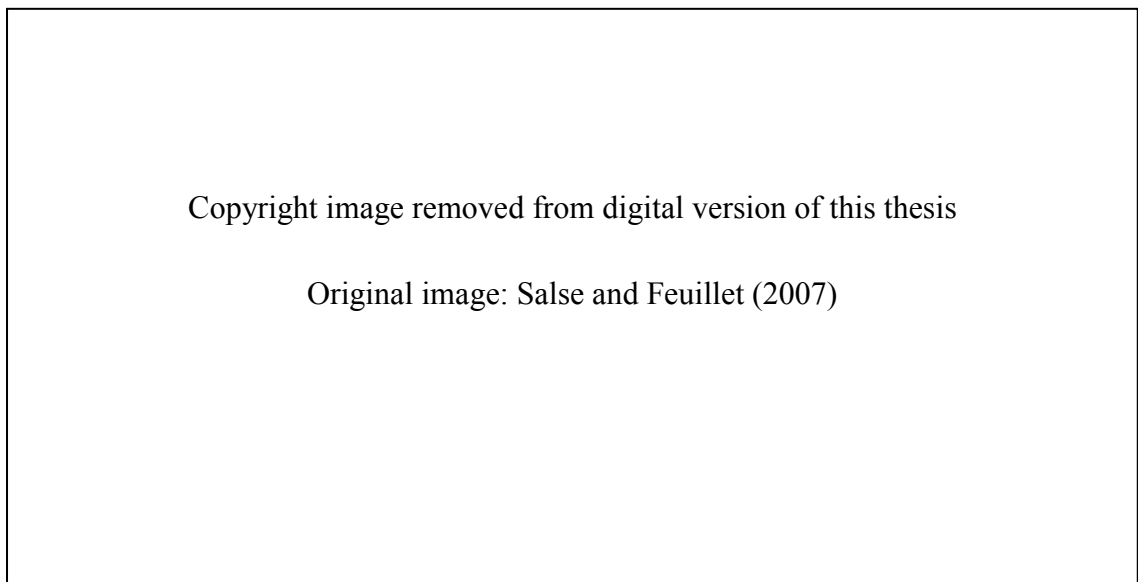 Copyright image removed from digital version of this thesis
Original image: Salse and Feuillet (2007)